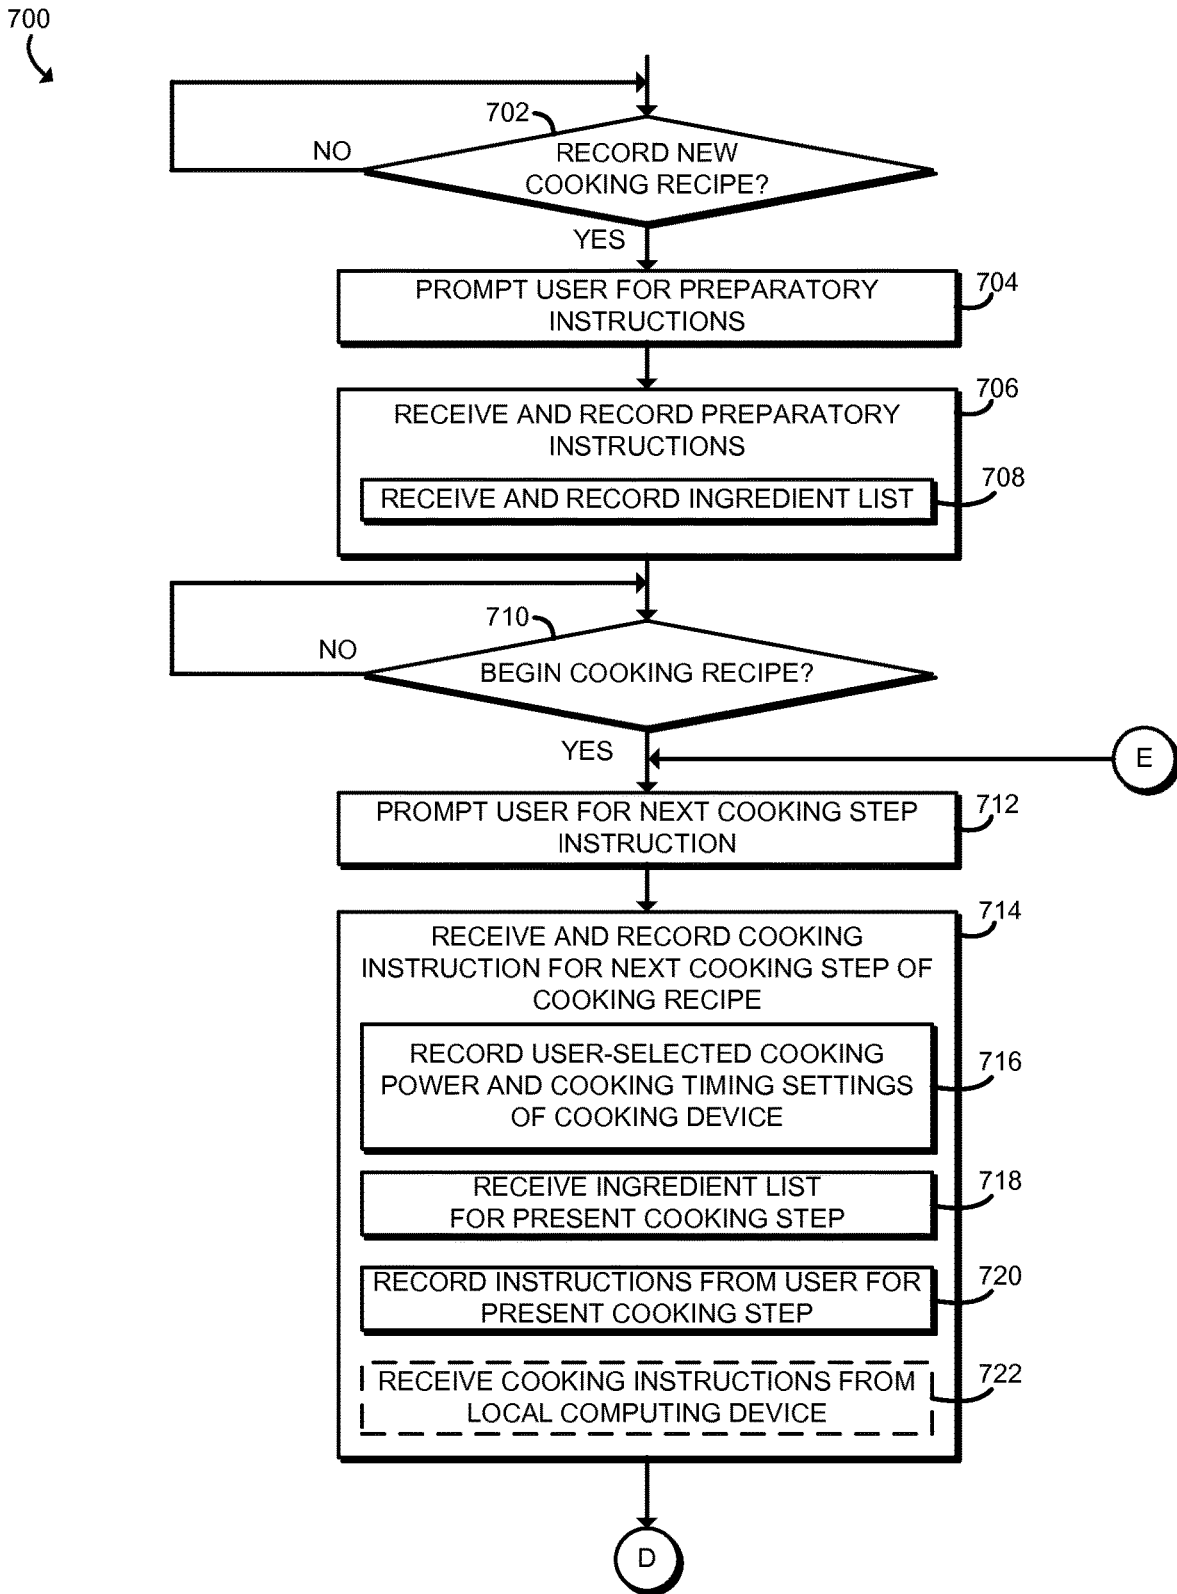 700
702
NO
RECORD NEW
COOKING RECIPE?
YES
PROMPT USER FOR PREPARATORY
INSTRUCTIONS
704
RECEIVE AND RECORD PREPARATORY
INSTRUCTIONS
706
RECEIVE AND RECORD INGREDIENT LIST
708
710
NO
BEGIN COOKING RECIPE?
YES
E
PROMPT USER FOR NEXT COOKING STEP
INSTRUCTION
712
RECEIVE AND RECORD COOKING
INSTRUCTION FOR NEXT COOKING STEP OF
COOKING RECIPE
714
RECORD USER-SELECTED COOKING
POWER AND COOKING TIMING SETTINGS
OF COOKING DEVICE
716
RECEIVE INGREDIENT LIST
FOR PRESENT COOKING STEP
718
RECORD INSTRUCTIONS FROM USER FOR
PRESENT COOKING STEP
720
RECEIVE COOKING INSTRUCTIONS FROM
LOCAL COMPUTING DEVICE
722
D